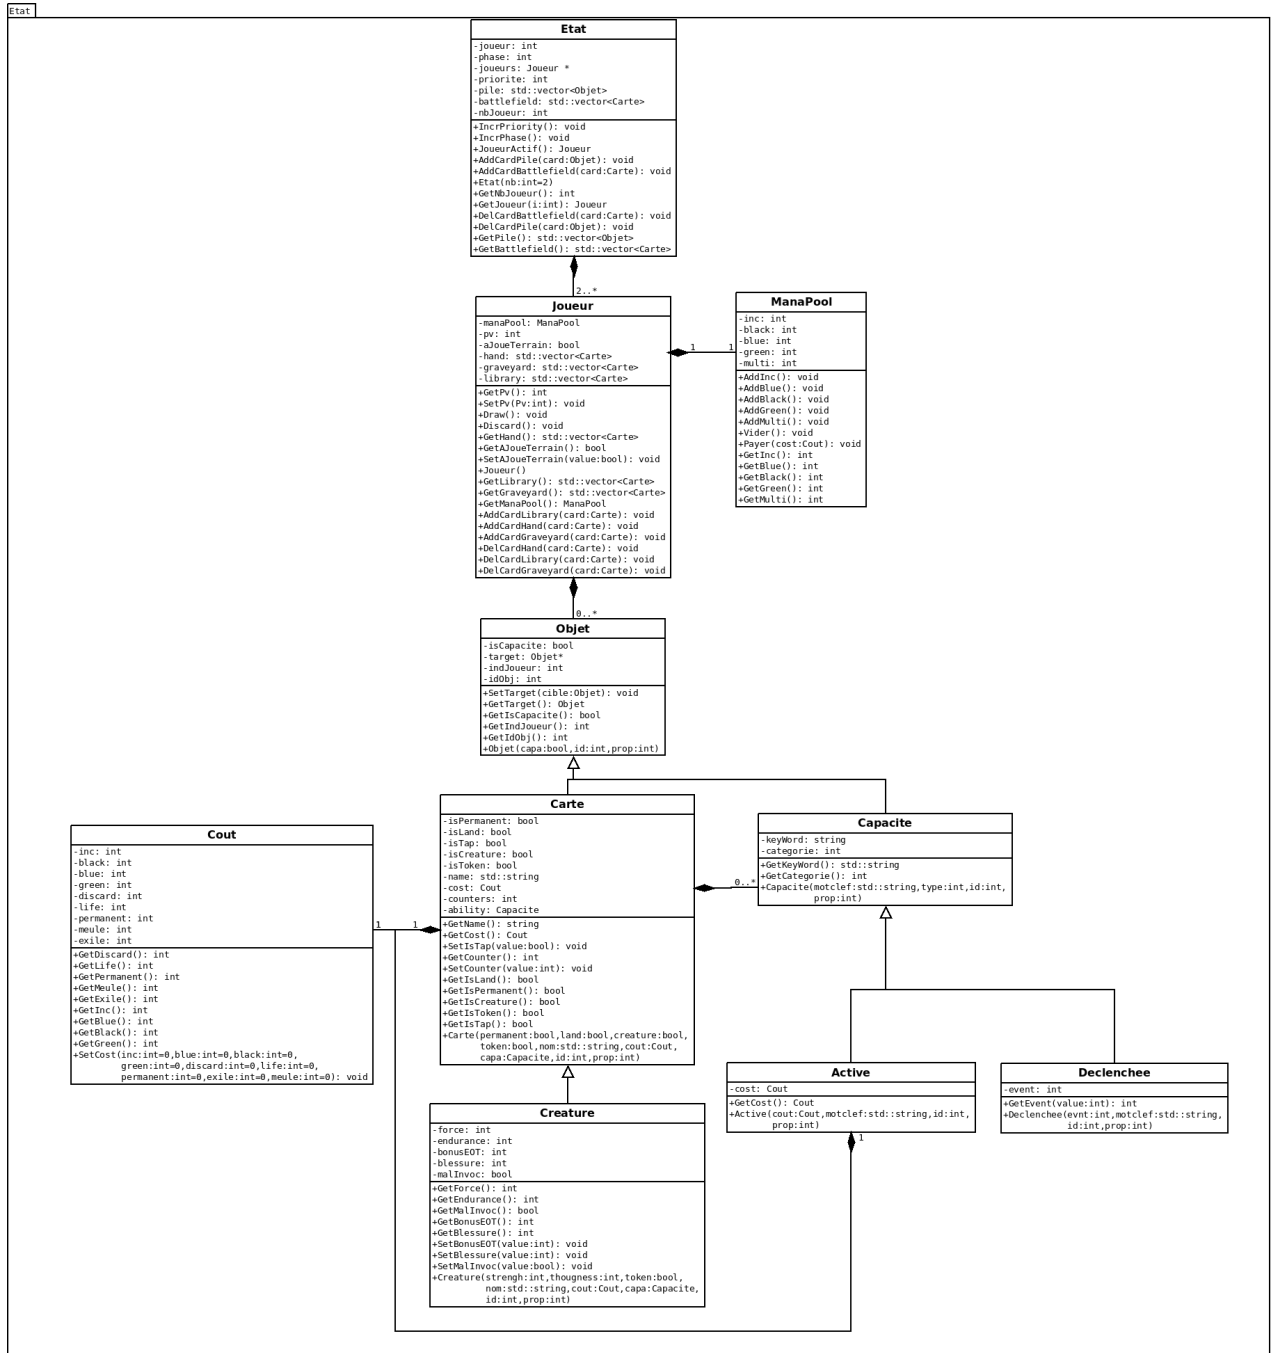 Etat
Etat
-joueur: int
-phase: int
-joueurs: Joueur *
-priorite: int
-pile: std::vector<Objet>
-battlefield: std::vector<Carte>
-nbJoueur: int
+IncrPriority(): void
+IncrPhase(): void
+JoueurActif(): Joueur
+AddCardPile(card:Objet): void
+AddCardBattlefield(card:Carte): void
+Etat(nb:int=2)
+GetNbJoueur(): int
+GetJoueur(i:int): Joueur
+DelCardBattlefield(card:Carte): void
+DelCardPile(card:Objet): void
+GetPile(): std::vector<Objet>
+GetBattlefield(): std::vector<Carte>
2..*
Joueur
-manaPool: ManaPool
-pv: int
-aJoueTerrain: bool
-hand: std::vector<Carte>
-graveyard: std::vector<Carte>
-library: std::vector<Carte>
+GetPv(): int
+SetPv(Pv:int): void
+Draw(): void
+Discard(): void
+GetHand(): std::vector<Carte>
+GetAJoueTerrain(): bool
+SetAJoueTerrain(value:bool): void
+Joueur()
+GetLibrary(): std::vector<Carte>
+GetGraveyard(): std::vector<Carte>
+GetManaPool(): ManaPool
+AddCardLibrary(card:Carte): void
+AddCardHand(card:Carte): void
+AddCardGraveyard(card:Carte): void
+DelCardHand(card:Carte): void
+DelCardLibrary(card:Carte): void
+DelCardGraveyard(card:Carte): void
1
1
ManaPool
-inc: int
-black: int
-blue: int
-green: int
-multi: int
+AddInc(): void
+AddBlue(): void
+AddBlack(): void
+AddGreen(): void
+AddMulti(): void
+Vider(): void
+Payer(cost:Cout): void
+GetInc(): int
+GetBlue(): int
+GetBlack(): int
+GetGreen(): int
+GetMulti(): int
0..*
Objet
-isCapacite: bool
-target: Objet*
-indJoueur: int
-idObj: int
+SetTarget(cible:Objet): void
+GetTarget(): Objet
+GetIsCapacite(): bool
+GetIndJoueur(): int
+GetIdObj(): int
+Objet(capa:bool,id:int,prop:int)
Cout
-inc: int
-black: int
-blue: int
-green: int
-discard: int
-life: int
-permanent: int
-meule: int
-exile: int
+GetDiscard(): int
+GetLife(): int
+GetPermanent(): int
+GetMeule(): int
+GetExile(): int
+GetInc(): int
+GetBlue(): int
+GetBlack(): int
+GetGreen(): int
+SetCost(inc:int=0,blue:int=0,black:int=0,
green:int=0,discard:int=0,life:int=0,
permanent:int=0,exile:int=0,meule:int=0): void
1
1
Carte
-isPermanent: bool
-isLand: bool
-isTap: bool
-isCreature: bool
-isToken: bool
-name: std::string
-cost: Cout
-counters: int
-ability: Capacite
+GetName(): string
+GetCost(): Cout
+SetIsTap(value:bool): void
+GetCounter(): int
+SetCounter(value:int): void
+GetIsLand(): bool
+GetIsPermanent(): bool
+GetIsCreature(): bool
+GetIsToken(): bool
+GetIsTap(): bool
+Carte(permanent:bool,land:bool,creature:bool,
token:bool,nom:std::string,cout:Cout,
capa:Capacite,id:int,prop:int)
0..*
Capacite
-keyWord: string
-categorie: int
+GetKeyWord(): std::string
+GetCategorie(): int
+Capacite(motclef:std::string,type:int,id:int,
prop:int)
Creature
-force: int
-endurance: int
-bonusEOT: int
-blessure: int
-malInvoc: bool
+GetForce(): int
+GetEndurance(): int
+GetMalInvoc(): bool
+GetBonusEOT(): int
+GetBlessure(): int
+SetBonusEOT(value:int): void
+SetBlessure(value:int): void
+SetMalInvoc(value:bool): void
+Creature(strengh:int,thougness:int,token:bool,
nom:std::string,cout:Cout,capa:Capacite,
id:int,prop:int)
Active
-cost: Cout
+GetCost(): Cout
+Active(cout:Cout,motclef:std::string,id:int,
prop:int)
1
Declenchee
-event: int
+GetEvent(value:int): int
+Declenchee(evnt:int,motclef:std::string,
id:int,prop:int)